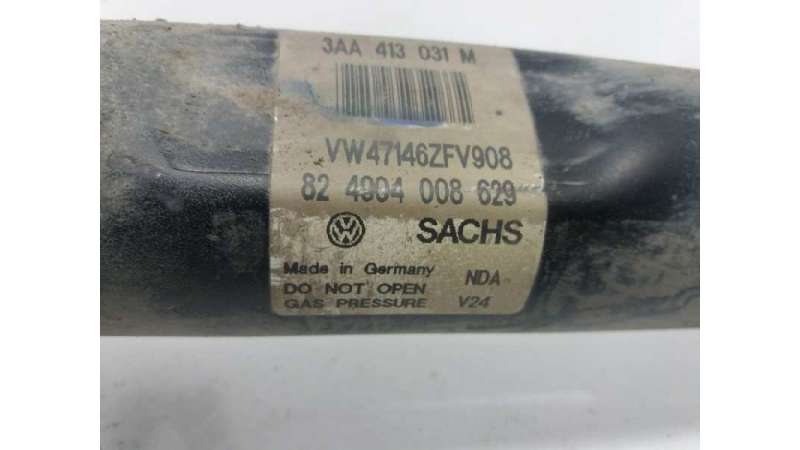 3AA 413 031 M
VW47146ZFV908
82 4904 008 629
VW SACHS
Made in Germany NDA
DO NOT OPEN
GAS PRESSURE V24